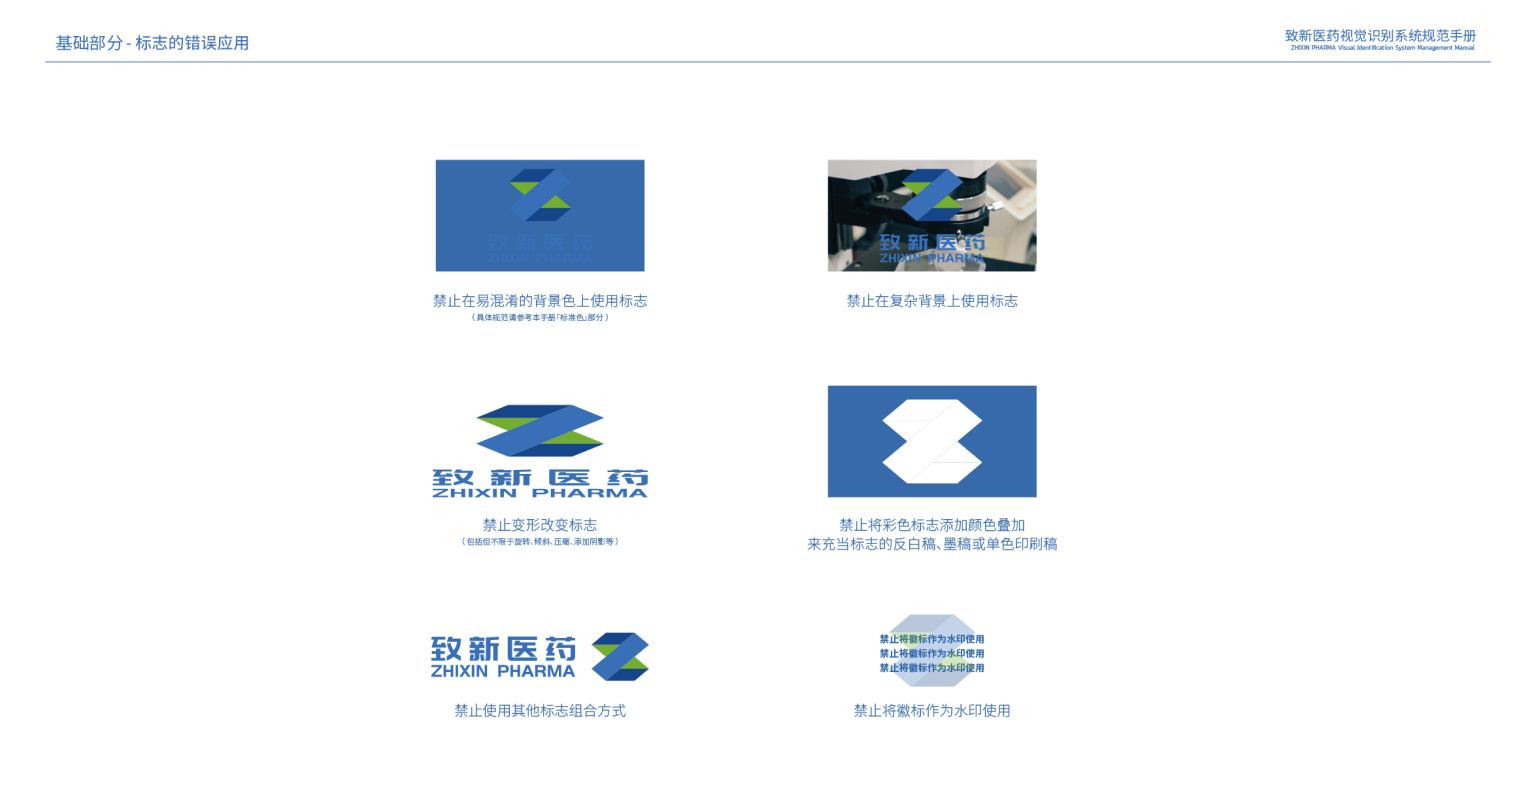 基础部分 - 标志的错误应用
致新医药视觉识别系统规范手册
ZHIXIN PHARMA Visual Identification System Management Manual
致新医药
ZHIXIN PHARMA
致新医药
ZHIXIN PHARMA
禁止在易混淆的背景色上使用标志
（具体规范请参考本手册「标准色」部分）
禁止在复杂背景上使用标志
致新医药
ZHIXIN PHARMA
禁止变形改变标志
（包括但不限于旋转、倾斜、压缩、添加阴影等）
禁止将彩色标志添加颜色叠加
来充当标志的反白稿、墨稿或单色印刷稿
致新医药
ZHIXIN PHARMA
禁止使用其他标志组合方式
禁止将徽标作为水印使用
禁止将徽标作为水印使用
禁止将徽标作为水印使用
禁止将徽标作为水印使用